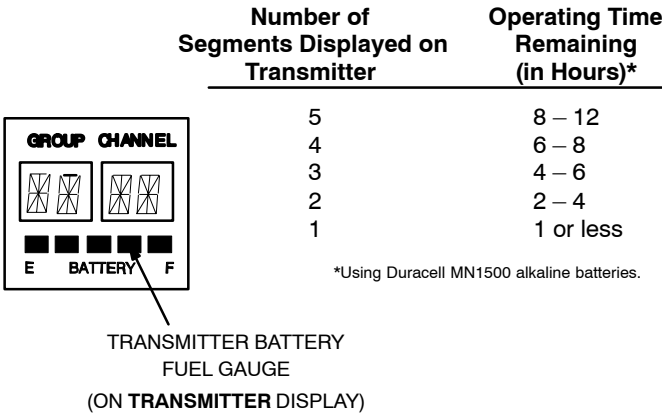 Number of Segments Displayed on Transmitter
Operating Time Remaining (in Hours)*
5 8 – 12
4 6 – 8
3 4 – 6
2 2 – 4
1 1 or less
*Using Duracell MN1500 alkaline batteries.
GROUP CHANNEL
E BATTERY F
TRANSMITTER BATTERY
FUEL GAUGE
(ON TRANSMITTER DISPLAY)